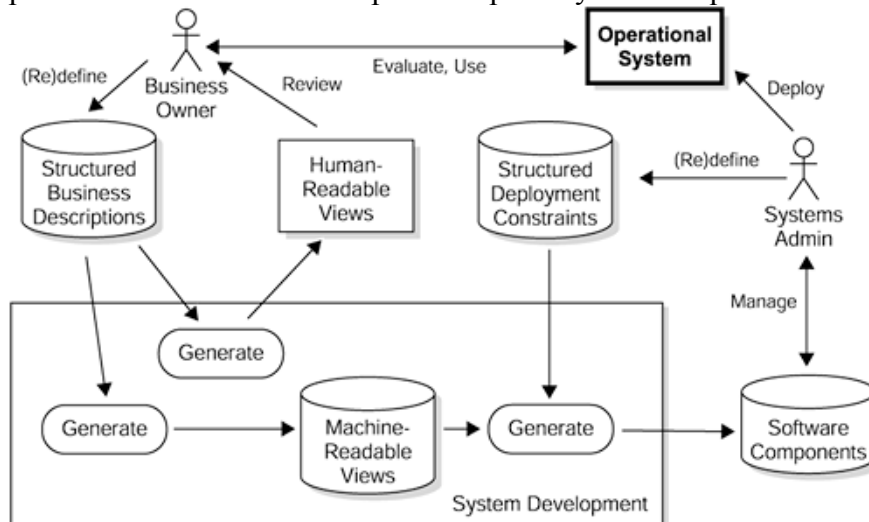 Operational
System
Evaluate, Use
(Re)define
Business
Owner
Review
Deploy
Structured
Business
Descriptions
Human-
Readable
Views
Structured
Deployment
Constraints
(Re)define
Systems
Admin
Manage
Generate
Generate
Machine-
Readable
Views
Generate
Software
Components
System Development